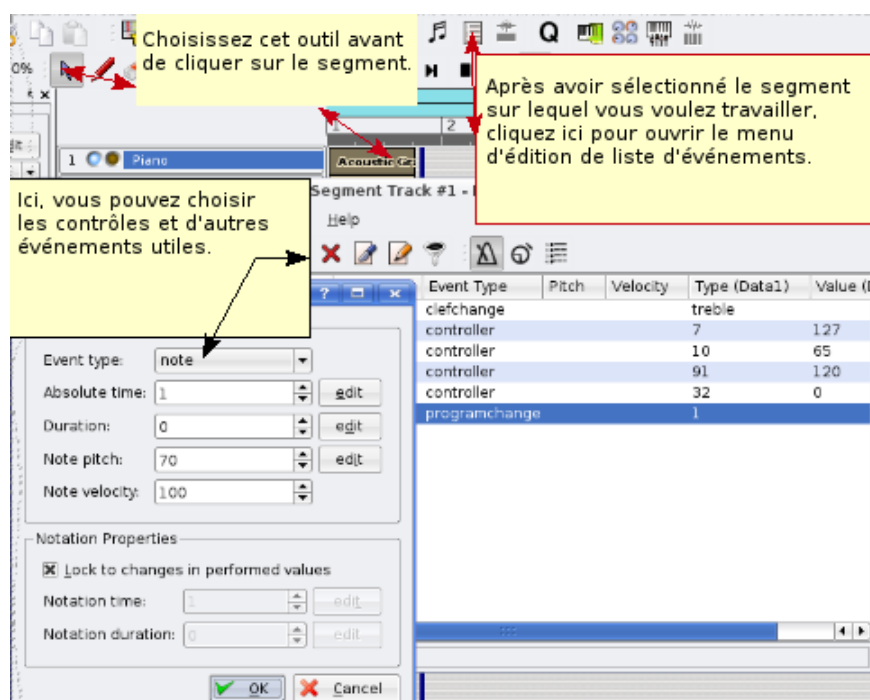 Choisissez cet outil avant
de cliquer sur le segment.
Q
0%
Après avoir sélectionné le segment
sur lequel vous voulez travailler,
cliquez ici pour ouvrir le menu
d'édition de liste d'événements.
1 2
1 Piano
Acoustic Gr
Ici, vous pouvez choisir
les contrôles et d'autres
événements utiles.
Segment Track #1 -
Help
Event Type Pitch Velocity Type (Data1) Value (
clefchange treble
controller 7 127
controller 10 65
controller 91 120
controller 32 0
programchange 1
Event type: note
Absolute time: 1 edit
Duration: 0 edit
Note pitch: 70 edit
Note velocity: 100
Notation Properties
Lock to changes in performed values
Notation time: 1 edit
Notation duration: 0 edit
OK Cancel